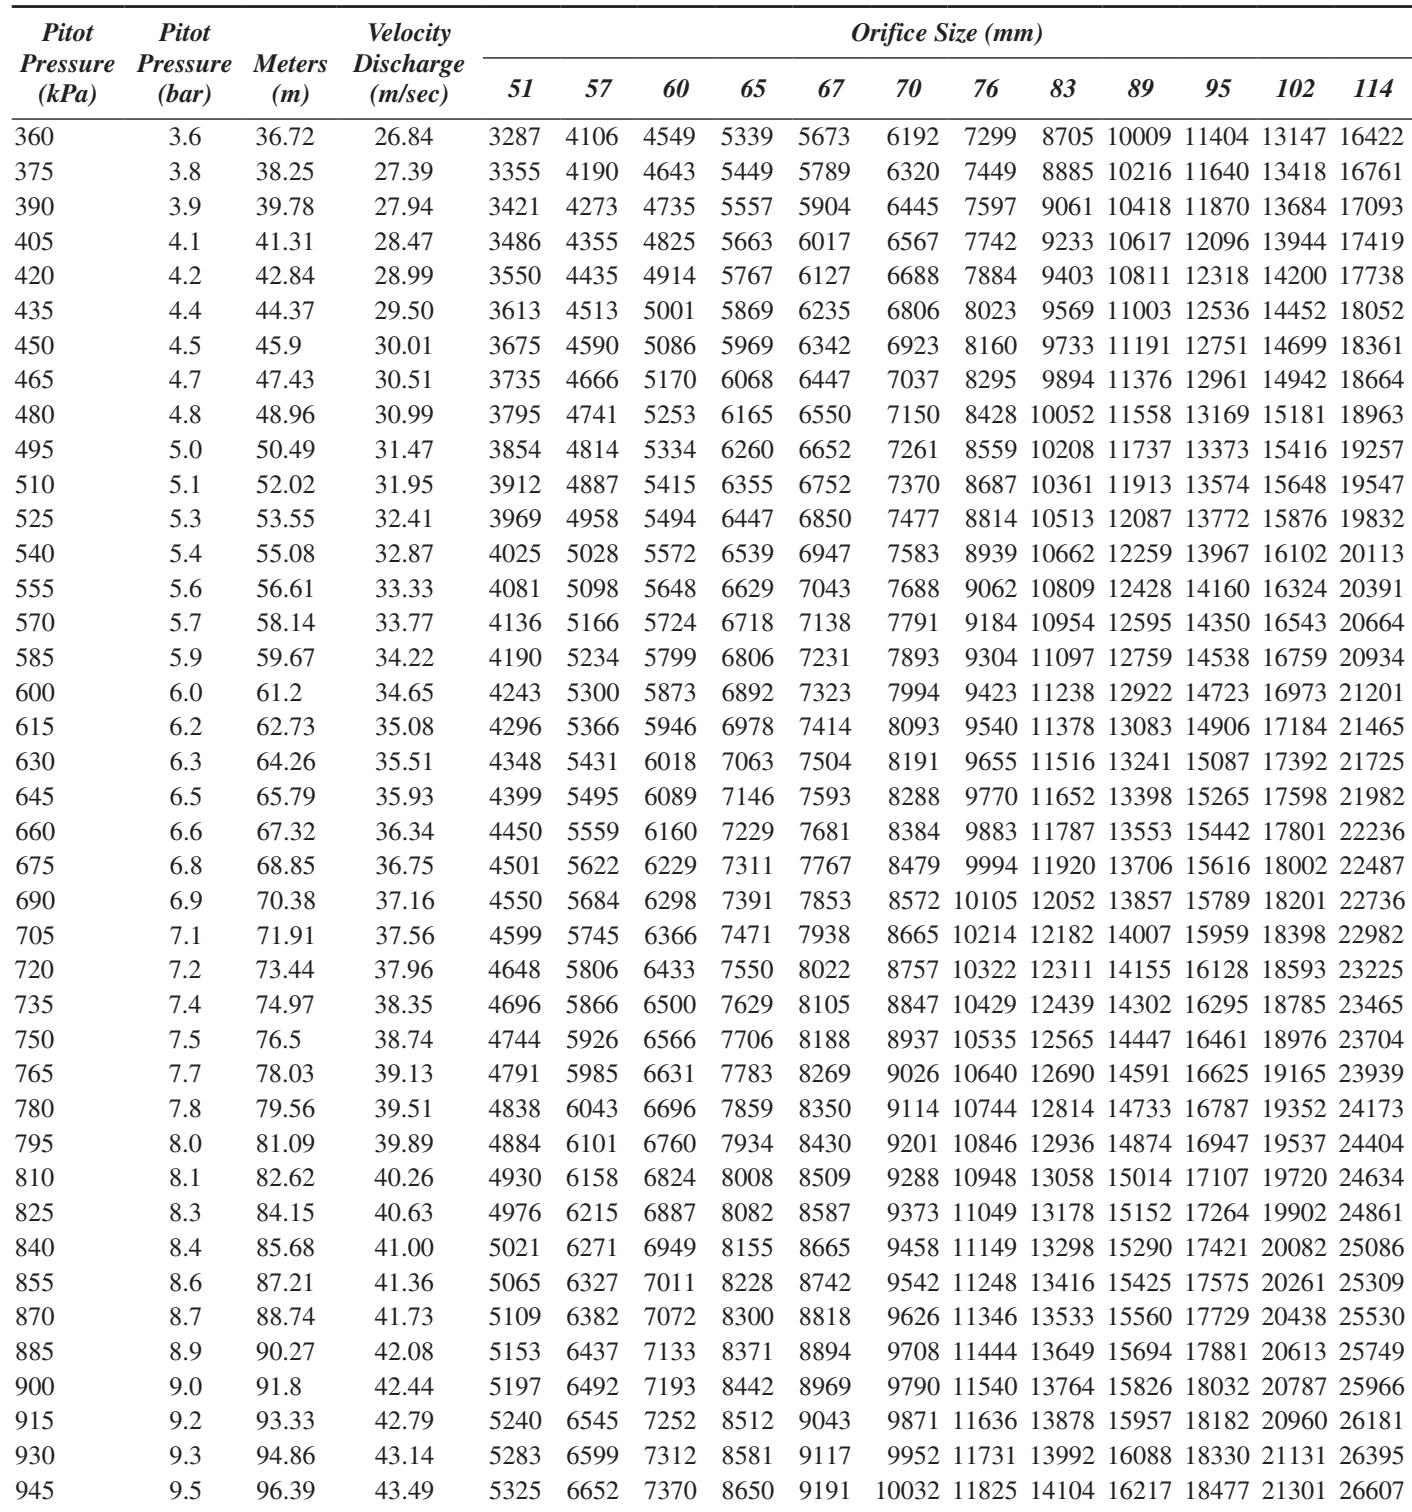 Pitot Pitot Velocity Orifice Size (mm)
Pressure Pressure Meters Discharge
(kPa) (bar) (m) (m/sec) 51 57 60 65 67 70 76 83 89 95 102 114
360 3.6 36.72 26.84 3287 4106 4549 5339 5673 6192 7299 8705 10009 11404 13147 16422
375 3.8 38.25 27.39 3355 4190 4643 5449 5789 6320 7449 8885 10216 11640 13418 16761
390 3.9 39.78 27.94 3421 4273 4735 5557 5904 6445 7597 9061 10418 11870 13684 17093
405 4.1 41.31 28.47 3486 4355 4825 5663 6017 6567 7742 9233 10617 12096 13944 17419
420 4.2 42.84 28.99 3550 4435 4914 5767 6127 6688 7884 9403 10811 12318 14200 17738
435 4.4 44.37 29.50 3613 4513 5001 5869 6235 6806 8023 9569 11003 12536 14452 18052
450 4.5 45.9 30.01 3675 4590 5086 5969 6342 6923 8160 9733 11191 12751 14699 18361
465 4.7 47.43 30.51 3735 4666 5170 6068 6447 7037 8295 9894 11376 12961 14942 18664
480 4.8 48.96 30.99 3795 4741 5253 6165 6550 7150 8428 10052 11558 13169 15181 18963
495 5.0 50.49 31.47 3854 4814 5334 6260 6652 7261 8559 10208 11737 13373 15416 19257
510 5.1 52.02 31.95 3912 4887 5415 6355 6752 7370 8687 10361 11913 13574 15648 19547
525 5.3 53.55 32.41 3969 4958 5494 6447 6850 7477 8814 10513 12087 13772 15876 19832
540 5.4 55.08 32.87 4025 5028 5572 6539 6947 7583 8939 10662 12259 13967 16102 20113
555 5.6 56.61 33.33 4081 5098 5648 6629 7043 7688 9062 10809 12428 14160 16324 20391
570 5.7 58.14 33.77 4136 5166 5724 6718 7138 7791 9184 10954 12595 14350 16543 20664
585 5.9 59.67 34.22 4190 5234 5799 6806 7231 7893 9304 11097 12759 14538 16759 20934
600 6.0 61.2 34.65 4243 5300 5873 6892 7323 7994 9423 11238 12922 14723 16973 21201
615 6.2 62.73 35.08 4296 5366 5946 6978 7414 8093 9540 11378 13083 14906 17184 21465
630 6.3 64.26 35.51 4348 5431 6018 7063 7504 8191 9655 11516 13241 15087 17392 21725
645 6.5 65.79 35.93 4399 5495 6089 7146 7593 8288 9770 11652 13398 15265 17598 21982
660 6.6 67.32 36.34 4450 5559 6160 7229 7681 8384 9883 11787 13553 15442 17801 22236
675 6.8 68.85 36.75 4501 5622 6229 7311 7767 8479 9994 11920 13706 15616 18002 22487
690 6.9 70.38 37.16 4550 5684 6298 7391 7853 8572 10105 12052 13857 15789 18201 22736
705 7.1 71.91 37.56 4599 5745 6366 7471 7938 8665 10214 12182 14007 15959 18398 22982
720 7.2 73.44 37.96 4648 5806 6433 7550 8022 8757 10322 12311 14155 16128 18593 23225
735 7.4 74.97 38.35 4696 5866 6500 7629 8105 8847 10429 12439 14302 16295 18785 23465
750 7.5 76.5 38.74 4744 5926 6566 7706 8188 8937 10535 12565 14447 16461 18976 23704
765 7.7 78.03 39.13 4791 5985 6631 7783 8269 9026 10640 12690 14591 16625 19165 23939
780 7.8 79.56 39.51 4838 6043 6696 7859 8350 9114 10744 12814 14733 16787 19352 24173
795 8.0 81.09 39.89 4884 6101 6760 7934 8430 9201 10846 12936 14874 16947 19537 24404
810 8.1 82.62 40.26 4930 6158 6824 8008 8509 9288 10948 13058 15014 17107 19720 24634
825 8.3 84.15 40.63 4976 6215 6887 8082 8587 9373 11049 13178 15152 17264 19902 24861
840 8.4 85.68 41.00 5021 6271 6949 8155 8665 9458 11149 13298 15290 17421 20082 25086
855 8.6 87.21 41.36 5065 6327 7011 8228 8742 9542 11248 13416 15425 17575 20261 25309
870 8.7 88.74 41.73 5109 6382 7072 8300 8818 9626 11346 13533 15560 17729 20438 25530
885 8.9 90.27 42.08 5153 6437 7133 8371 8894 9708 11444 13649 15694 17881 20613 25749
900 9.0 91.8 42.44 5197 6492 7193 8442 8969 9790 11540 13764 15826 18032 20787 25966
915 9.2 93.33 42.79 5240 6545 7252 8512 9043 9871 11636 13878 15957 18182 20960 26181
930 9.3 94.86 43.14 5283 6599 7312 8581 9117 9952 11731 13992 16088 18330 21131 26395
945 9.5 96.39 43.49 5325 6652 7370 8650 9191 10032 11825 14104 16217 18477 21301 26607